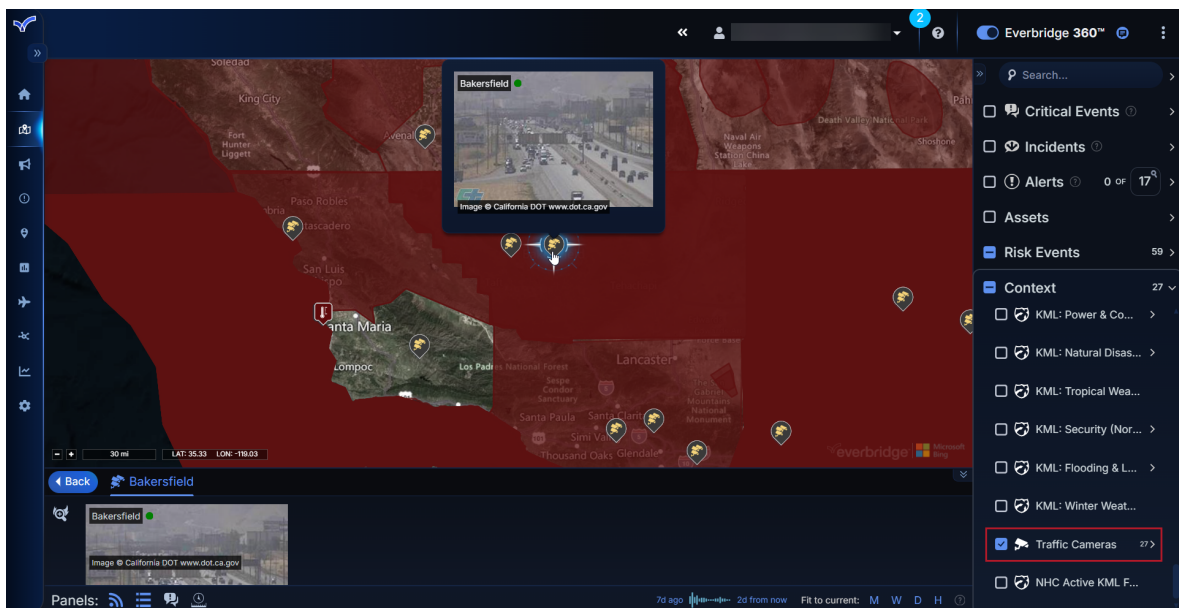 2
Everbridge 360™
Soledad
King City
Fort
Hunter
Liggett
Avenal
Paso Robles
San Luis
Santa Maria
Lompoc
Los Padres National Forest
Lancaster
Sespe
Condor
Sanctuary
Santa Paula
Santa Clarita
Simi Valley
Thousand Oaks
Glendale
San Gabriel
Mountains
National
Monument
Death Valley National Park
Shoshone
Naval Air
Weapons
Station China
Lake
Bakersfield
Image © California DOT www.dot.ca.gov
30 mi
LAT: 35.33 LON: -119.03
everbridge
Microsoft
Bing
Search...
Critical Events
Incidents
Alerts 0 OF 17
Assets
Risk Events 59
Context 27
KML: Power & Co...
KML: Natural Disas...
KML: Tropical Wea...
KML: Security (Nor...
KML: Flooding & L...
KML: Winter Weat...
Traffic Cameras 27
NHC Active KML F...
Back
Bakersfield
Bakersfield
Image © California DOT www.dot.ca.gov
Panels:
7d ago
2d from now
Fit to current: M W D H